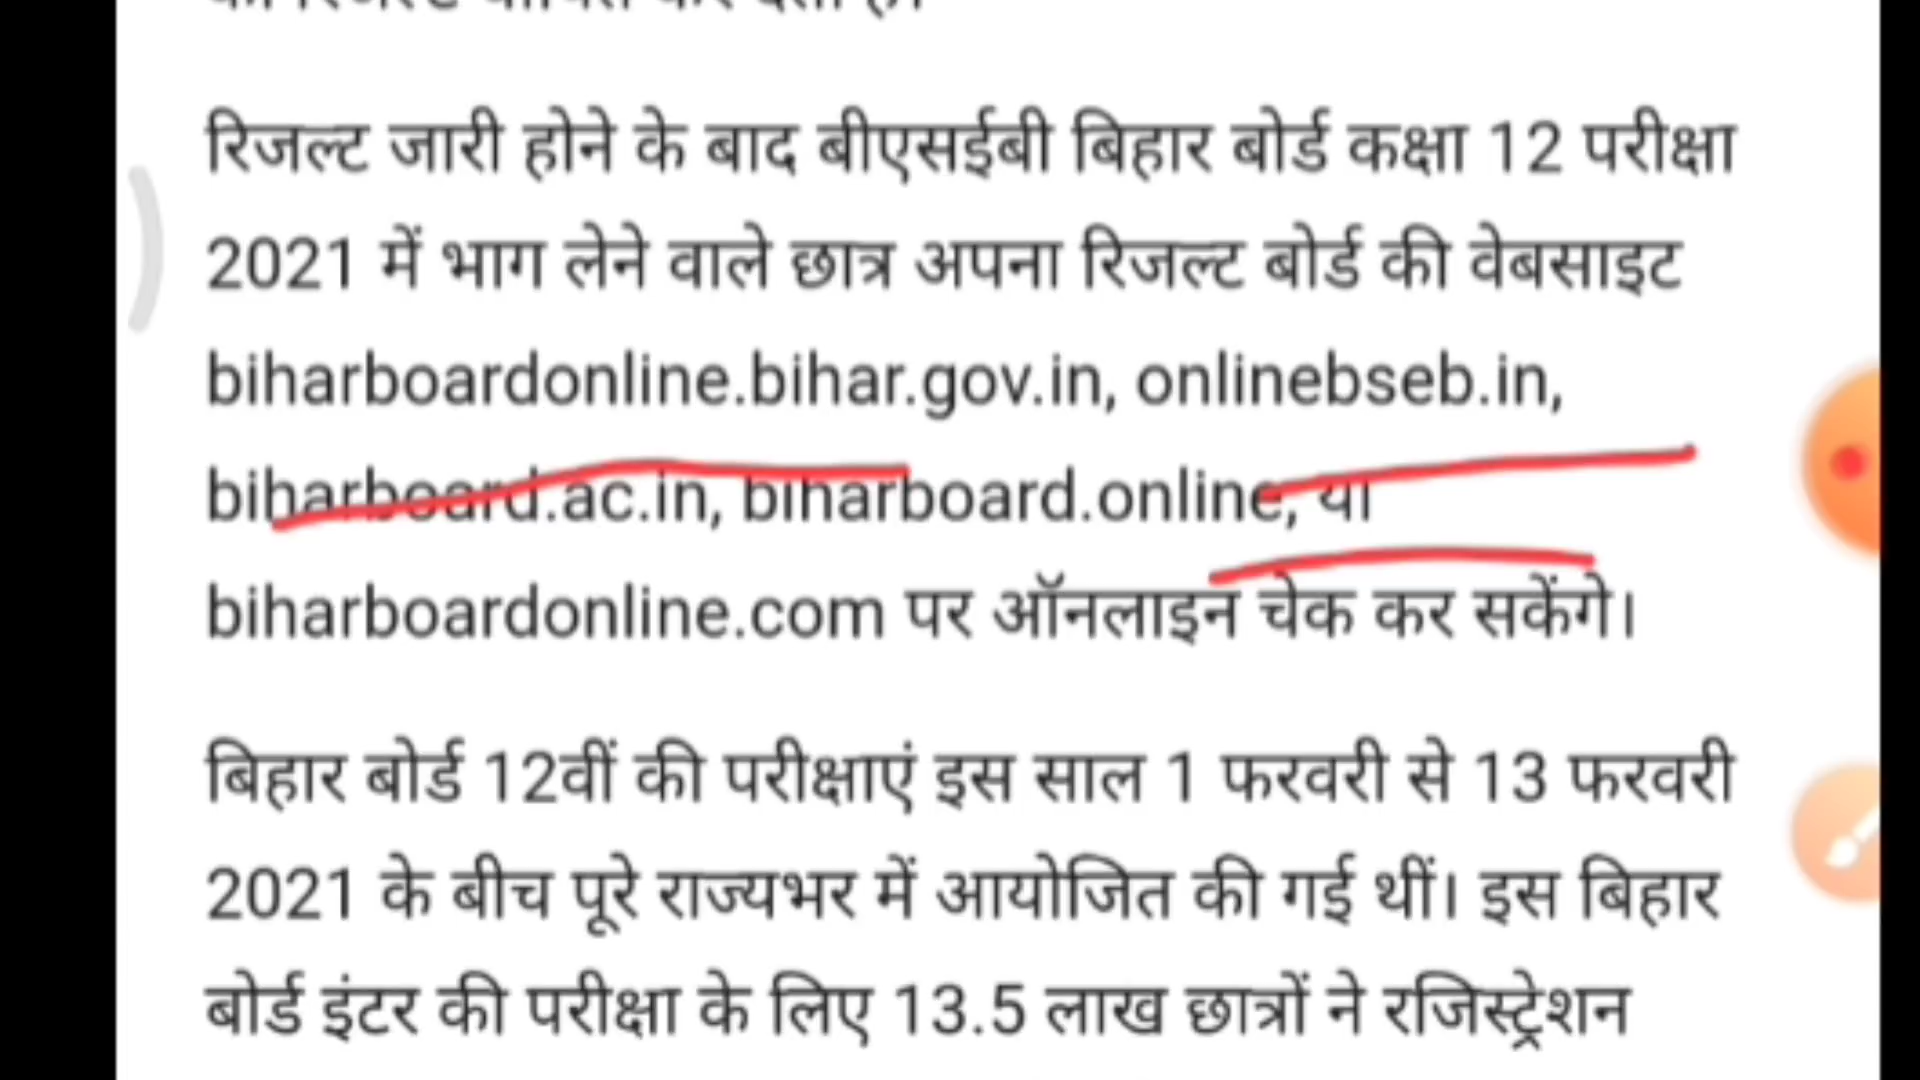 रिजल्ट जारी होने के बाद बीएसईबी बिहार बोर्ड कक्षा 12 परीक्षा
2021 में भाग लेने वाले छात्र अपना रिजल्ट बोर्ड की वेबसाइट
biharboardonline.bihar.gov.in, onlinebseb.in,
biharboard.ac.in, biharboard.online, या
biharboardonline.com पर ऑनलाइन चेक कर सकेंगे।
बिहार बोर्ड 12वीं की परीक्षाएं इस साल 1 फरवरी से 13 फरवरी
2021 के बीच पूरे राज्यभर में आयोजित की गई थीं। इस बिहार
बोर्ड इंटर की परीक्षा के लिए 13.5 लाख छात्रों ने रजिस्ट्रेशन